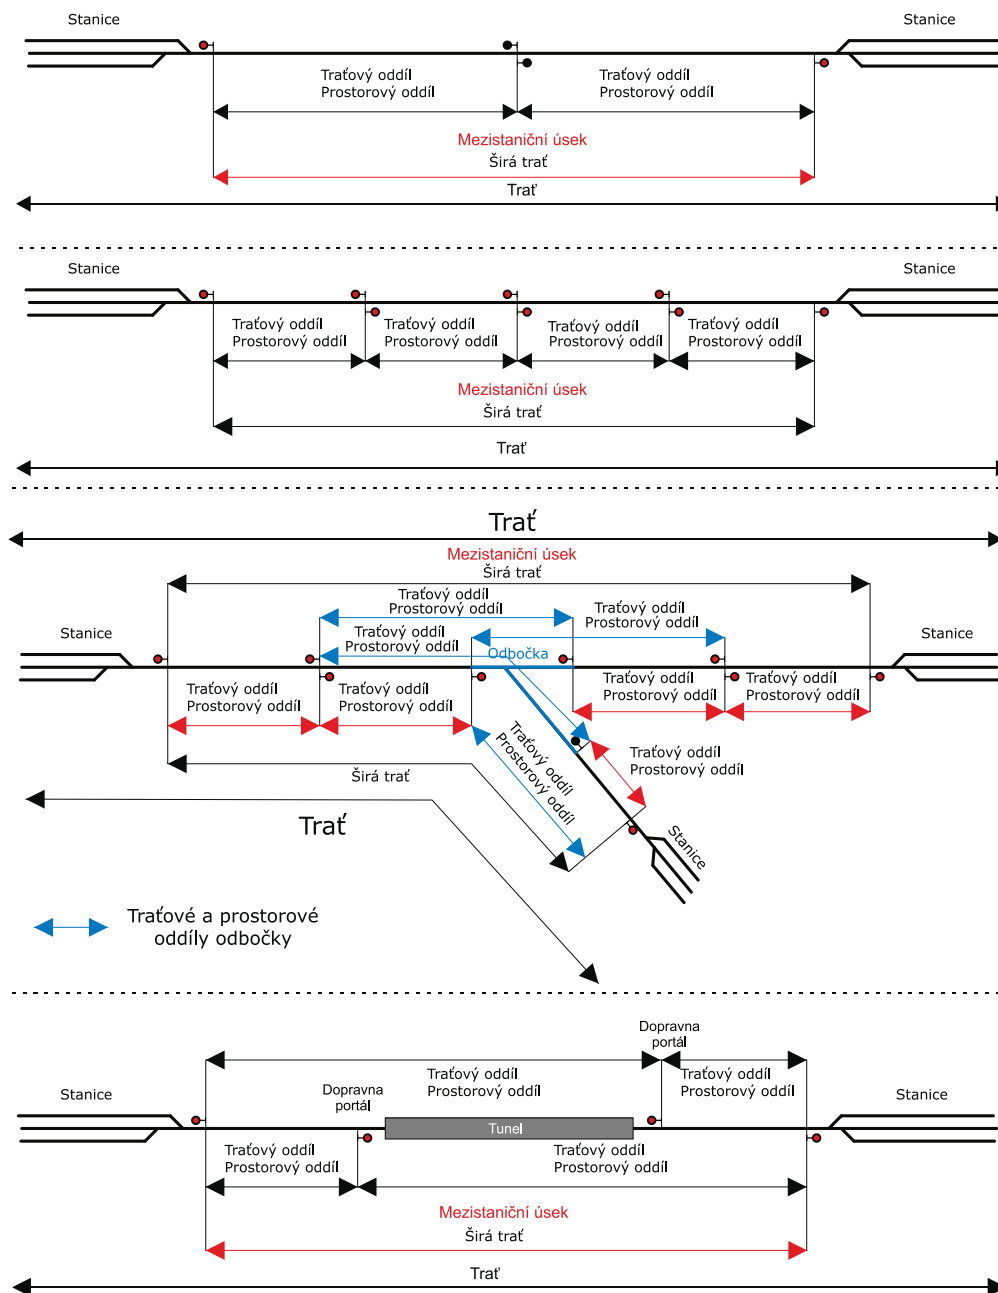 Stanice
Stanice
Traťový oddíl
Prostorový oddíl
Traťový oddíl
Prostorový oddíl
Mezistaniční úsek
Širá trať
Trať
Stanice
Stanice
Traťový oddíl
Prostorový oddíl
Traťový oddíl
Prostorový oddíl
Traťový oddíl
Prostorový oddíl
Traťový oddíl
Prostorový oddíl
Mezistaniční úsek
Širá trať
Trať
Trať
Mezistaniční úsek
Širá trať
Traťový oddíl
Prostorový oddíl
Traťový oddíl
Prostorový oddíl
Stanice
Traťový oddíl
Prostorový oddíl
Stanice
Odbočka
Traťový oddíl
Prostorový oddíl
Traťový oddíl
Prostorový oddíl
Traťový oddíl
Prostorový oddíl
Traťový oddíl
Prostorový oddíl
Traťový oddíl
Prostorový oddíl
Traťový oddíl
Prostorový oddíl
Širá trať
Trať
Stanice
Traťové a prostorové
oddíly odbočky
Dopravna
portál
Traťový oddíl
Prostorový oddíl
Traťový oddíl
Prostorový oddíl
Stanice
Dopravna
portál
Stanice
Tunel
Traťový oddíl
Prostorový oddíl
Traťový oddíl
Prostorový oddíl
Mezistaniční úsek
Širá trať
Trať